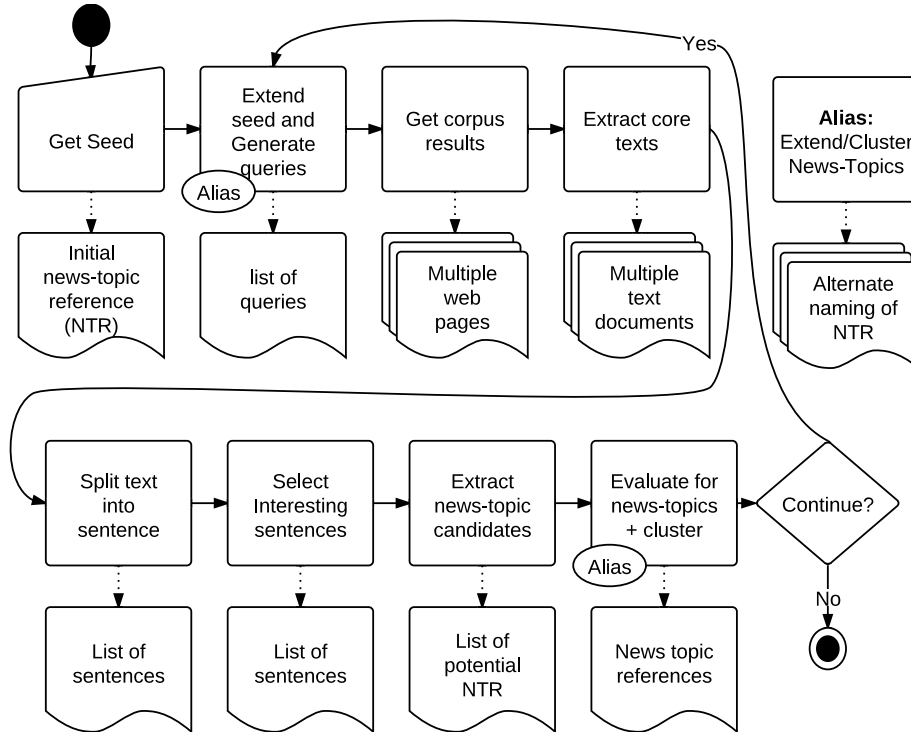 Yes
Get Seed
Extend
seed and
Generate
queries
Alias
Get corpus
results
Extract core
texts
Alias:
Extend/Cluster
News-Topics
Initial
news-topic
reference
(NTR)
list of
queries
Multiple
web
pages
Multiple
text
documents
Alternate
naming of
NTR
Split text
into
sentence
Select
Interesting
sentences
Extract
news-topic
candidates
Evaluate for
news-topics
+ cluster
Alias
Continue?
No
List of
sentences
List of
sentences
List of
potential
NTR
News topic
references